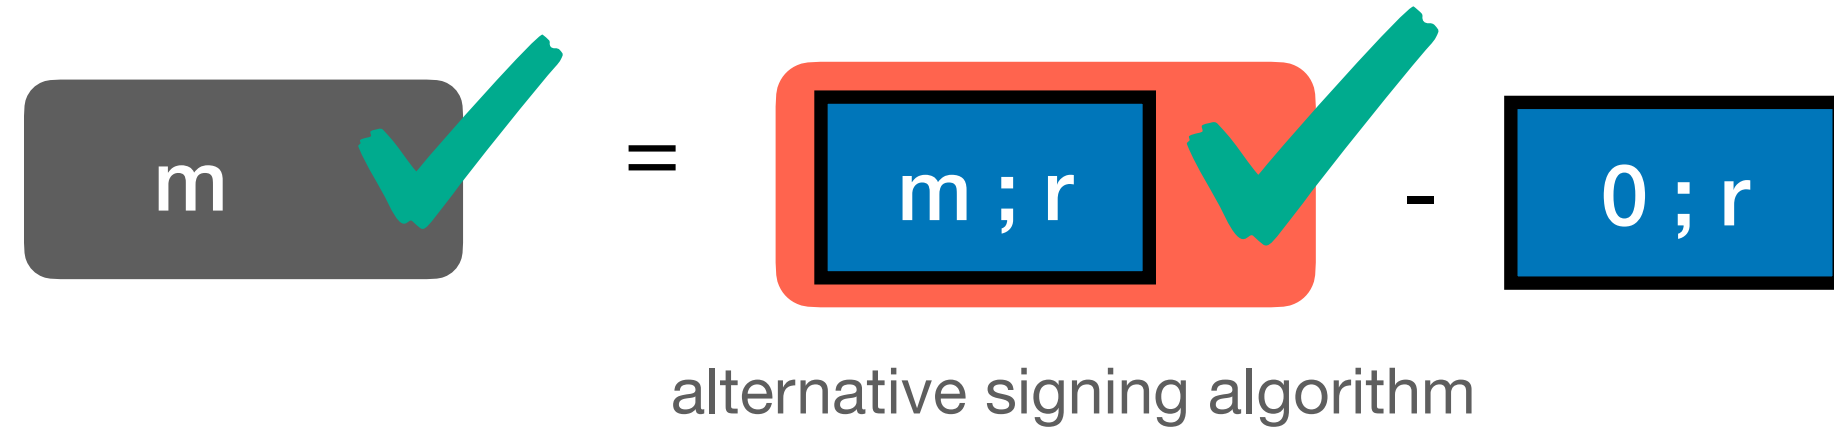 m = m ; r - 0 ; r
alternative signing algorithm